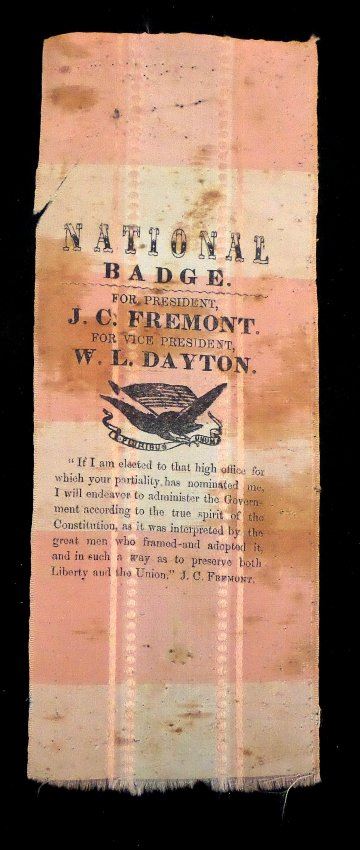 NATIONAL
BADGE.
FOR PRESIDENT,
J. C. FREMONT.
FOR VICE PRESIDENT,
W. L. DAYTON.
E PLURIBUS UNUM
"If I am elected to that high office for
which your partiality has nominated me,
I will endeavor to administer the Govern-
ment according to the true spirit of the
Constitution, as it was interpreted by the
great men who framed and adopted it,
and in such a way as to preserve both
Liberty and the Union." J. C. FREMONT.